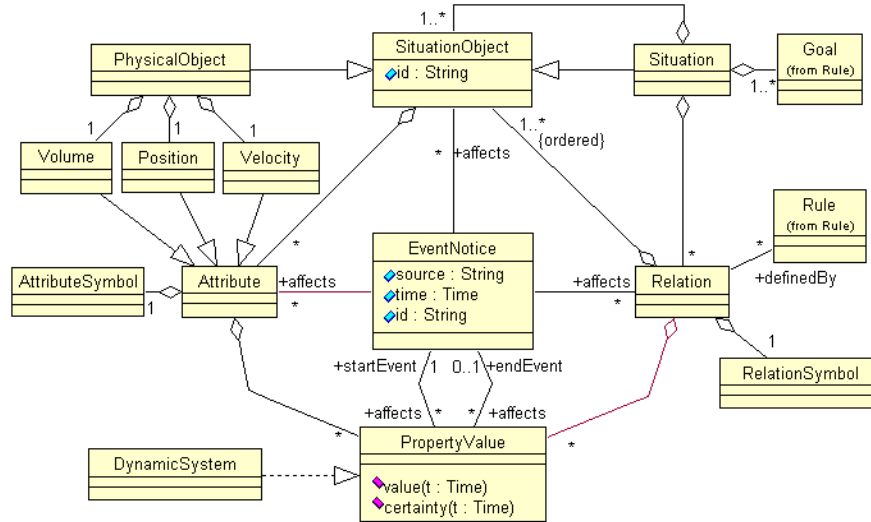 1..*
PhysicalObject
SituationObject
id : String
Situation
Goal
(from Rule)
1..*
1
1
1
1..*
{ordered}
Volume
Position
Velocity
*
+affects
Rule
(from Rule)
*
EventNotice
source : String
time : Time
id : String
*
*
+definedBy
AttributeSymbol
1
Attribute
+affects
*
+affects
*
Relation
+startEvent
1
0..1
+endEvent
1
RelationSymbol
+affects
*
*
+affects
*
*
PropertyValue
value(t : Time)
certainty(t : Time)
DynamicSystem